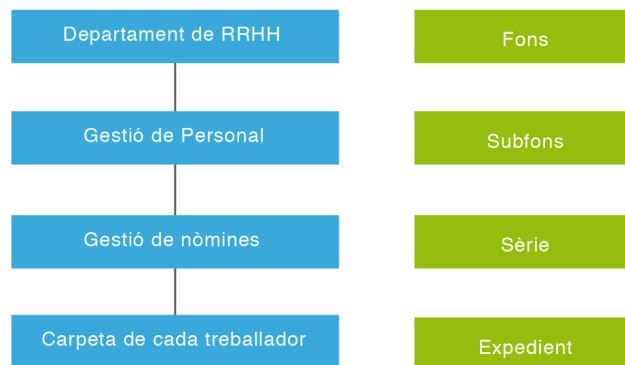 Departament de RRHH
Fons
Gestió de Personal
Subfons
Gestió de nòmines
Sèrie
Carpeta de cada treballador
Expedient